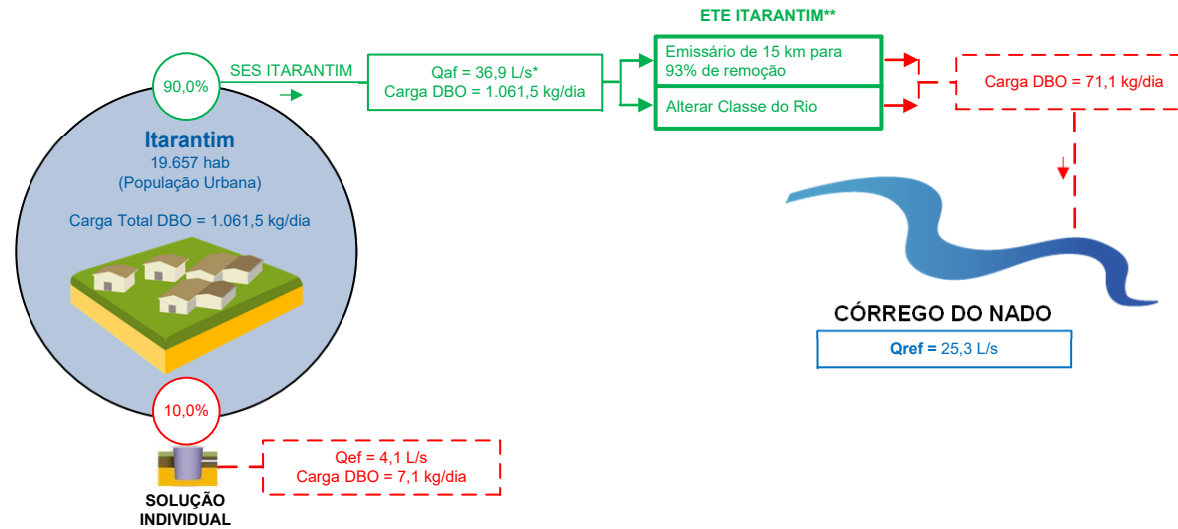 ETE ITARANTIM**
90,0%
SES ITARANTIM
Qaf = 36,9 L/s*
Carga DBO = 1.061,5 kg/dia
Emissário de 15 km para
93% de remoção
Alterar Classe do Rio
Carga DBO = 71,1 kg/dia
Itarantim
19.657 hab
(População Urbana)
Carga Total DBO = 1.061,5 kg/dia
CÓRREGO DO NADO
Qref = 25,3 L/s
10,0%
Qef = 4,1 L/s
Carga DBO = 7,1 kg/dia
SOLUÇÃO
INDIVIDUAL